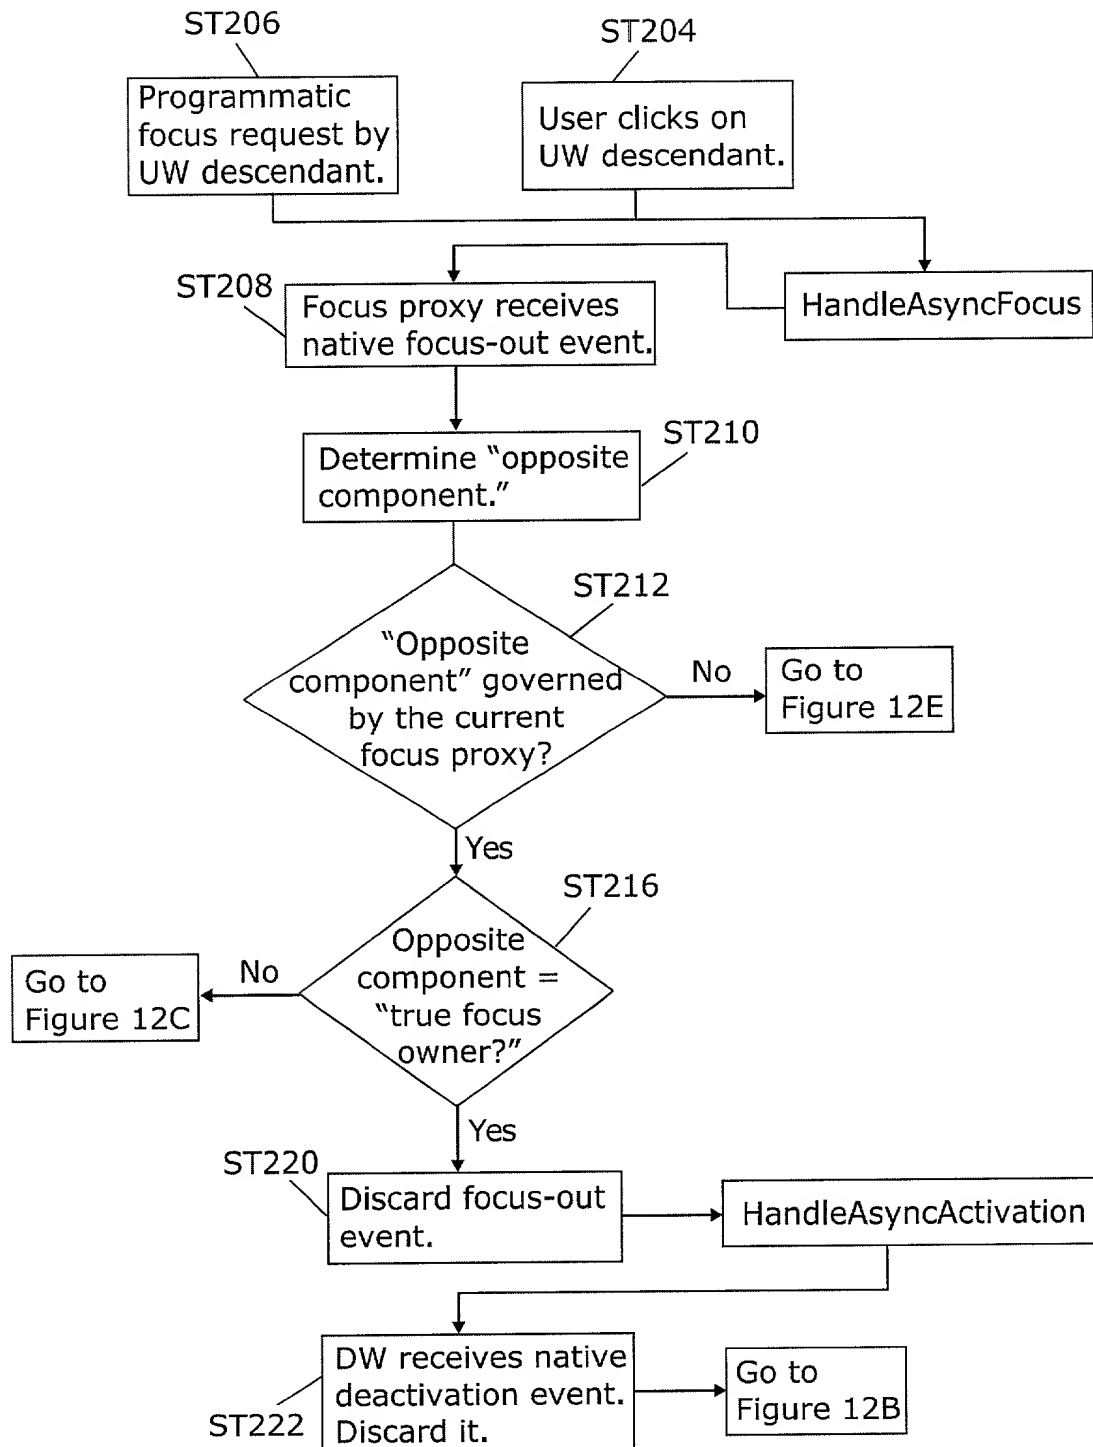 ST206
ST204
Programmatic
focus request by
UW descendant.
User clicks on
UW descendant.
ST208
Focus proxy receives
native focus-out event.
HandleAsyncFocus
ST210
Determine “opposite
component.”
ST212
“Opposite
component” governed
by the current
focus proxy?
No
Go to
Figure 12E
Yes
ST216
Opposite
component =
“true focus
owner?”
No
Go to
Figure 12C
Yes
ST220
Discard focus-out
event.
HandleAsyncActivation
DW receives native
deactivation event.
Discard it.
ST222
Go to
Figure 12B